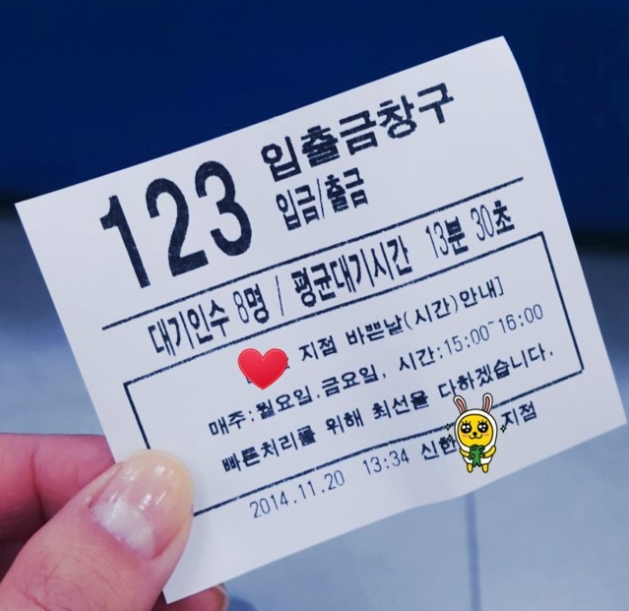 123
입출금창구
입금/출금
대기인수 8명 / 평균대기시간 13분 30초
지점 바쁜날(시간)안내]
매주:월요일,금요일, 시간:15:00~16:00
빠른처리를 위해 최선을 다하겠습니다.
2014.11.20 13:34 신한 지점